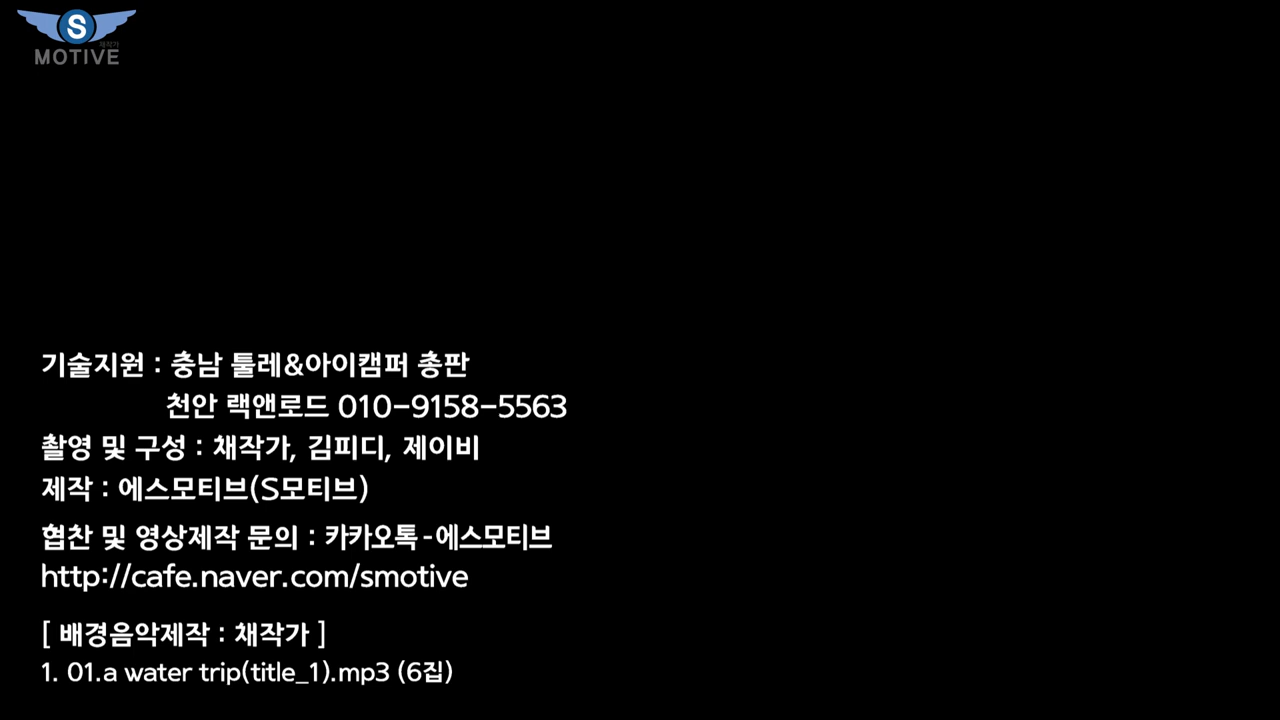 S
채작가
MOTIVE
기술지원 : 충남 툴레&아이캠퍼 총판
천안 랙앤로드 010-9158-5563
촬영 및 구성 : 채작가, 김피디, 제이비
제작 : 에스모티브(S모티브)
협찬 및 영상제작 문의 : 카카오톡-에스모티브
http://cafe.naver.com/smotive
[ 배경음악제작 : 채작가 ]
1. 01.a water trip(title_1).mp3 (6집)